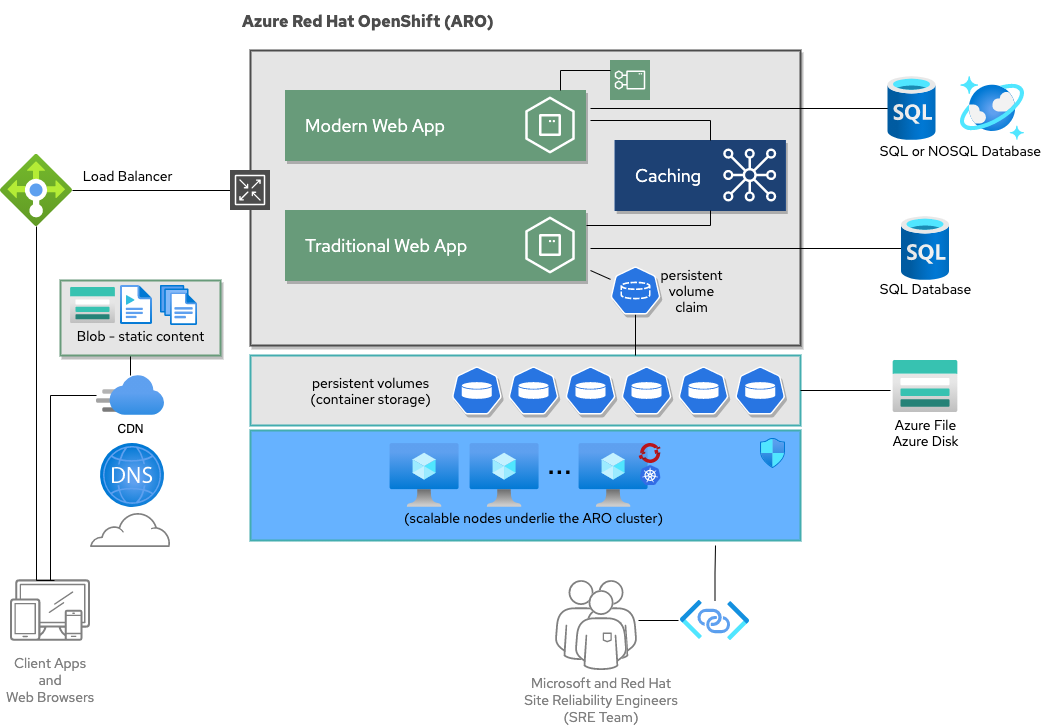 Azure Red Hat OpenShift (ARO)
Modern Web App
SQL
SQL or NOSQL Database
Load Balancer
Caching
Traditional Web App
SQL
SQL Database
persistent
volume
claim
Blob - static content
persistent volumes
(container storage)
CDN
Azure File
Azure Disk
DNS
...
(scalable nodes underlie the ARO cluster)
Client Apps
and
Web Browsers
Microsoft and Red Hat
Site Reliability Engineers
(SRE Team)